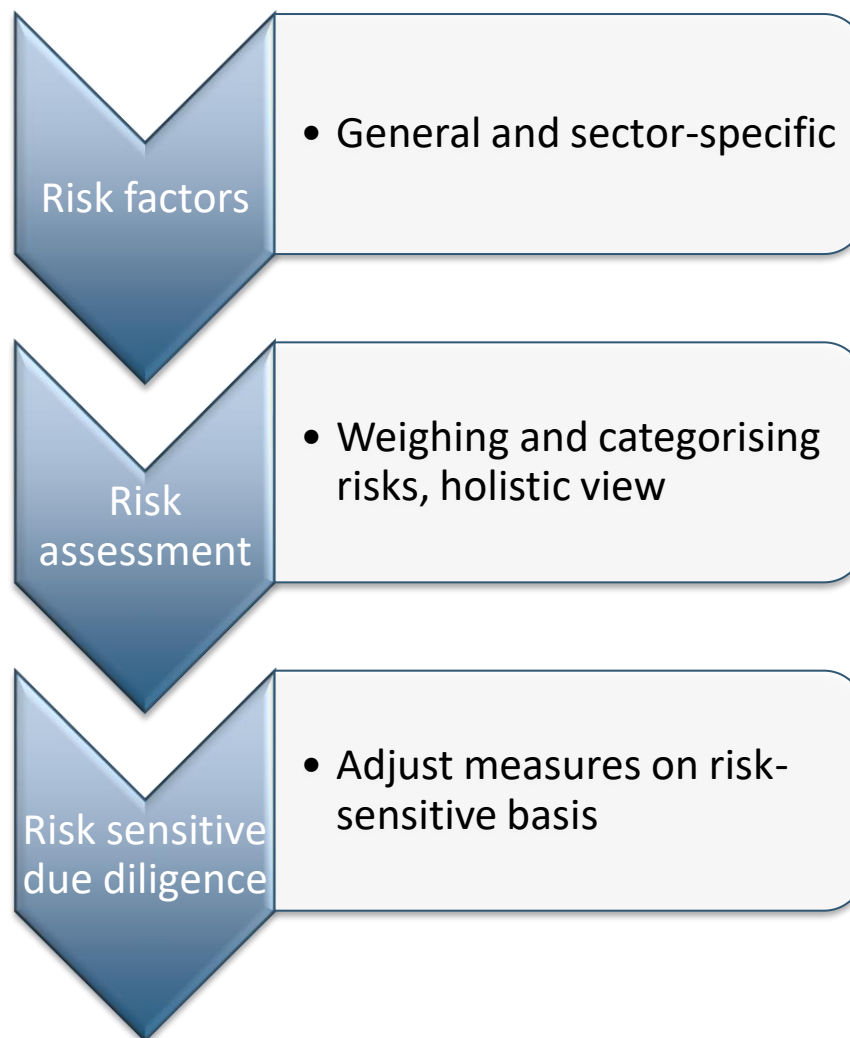 Risk factors
• General and sector-specific
Risk
assessment
• Weighing and categorising
risks, holistic view
Risk sensitive
due diligence
• Adjust measures on risk-
sensitive basis